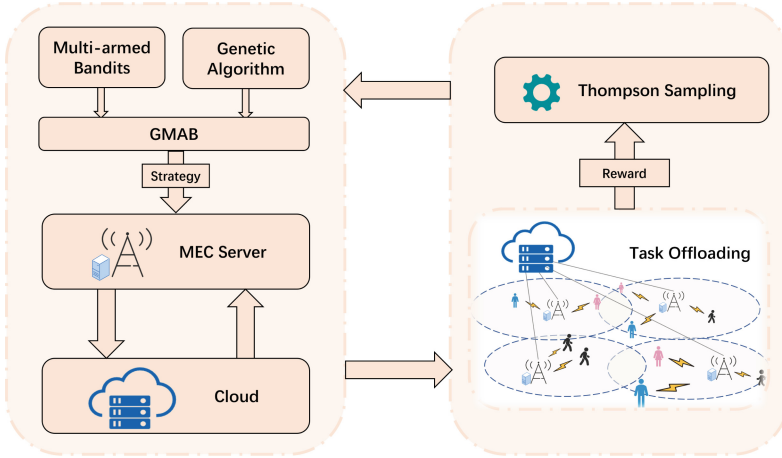 Multi-armed
Bandits
Genetic
Algorithm
GMAB
Strategy
MEC Server
Cloud
Thompson Sampling
Reward
Task Offloading